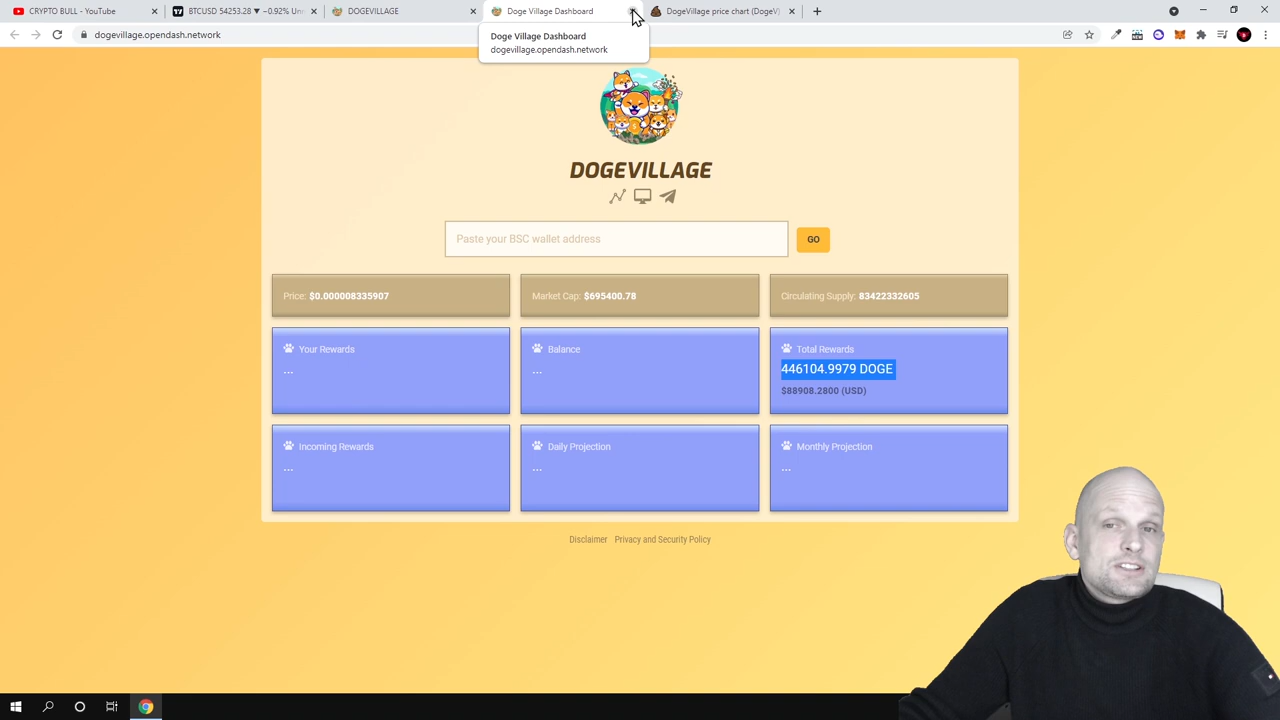 CRYPTO BULL - YouTube
BTCUSD 54253.28 ▼ −0.92% Unn
DOGEVILLAGE
Doge Village Dashboard
DogeVillage price chart (DogeV)
dogevillage.opendash.network
Doge Village Dashboard
dogevillage.opendash.network
DOGEVILLAGE
Paste your BSC wallet address
GO
Price: $0.000008335907
Market Cap: $695400.78
Circulating Supply: 83422332605
Your Rewards
...
Balance
...
Total Rewards
446104.9979 DOGE
$88908.2800 (USD)
Incoming Rewards
...
Daily Projection
...
Monthly Projection
...
Disclaimer Privacy and Security Policy